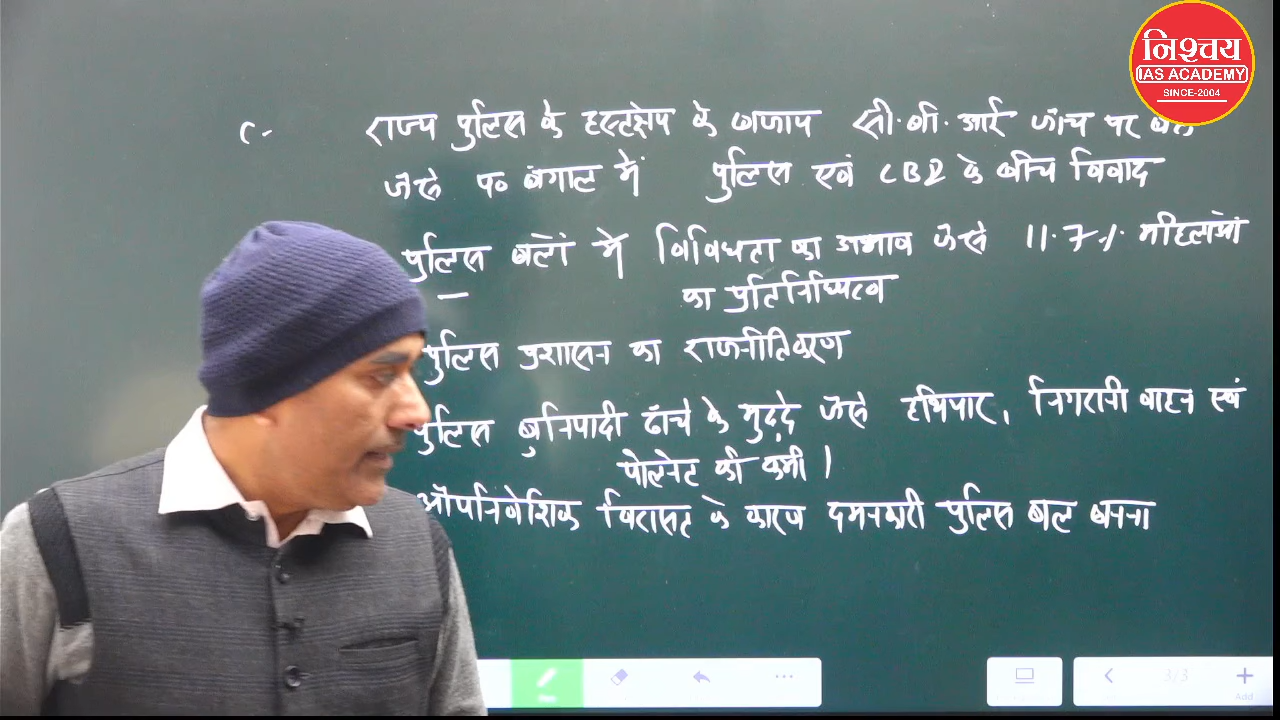 निश्चय
IAS ACADEMY
SINCE-2004
C- राज्य पुलिस के हस्तक्षेप के बजाय सी.बी.आई जाँच पर बल
जैसे प० बंगाल में पुलिस एवं CBI के बीच विवाद
पुलिस बलों में विविधता का अभाव जैसे 11.7% महिलाओं
का प्रतिनिधित्व
पुलिस प्रशासन का राजनीतिकरण
पुलिस बुनियादी ढाँचे के मुद्दे जैसे हथियार, निगरानी वाहन एवं
पोलनेट की कमी।
औपनिवेशिक विरासत के कारण दमनकारी पुलिस बल बनना
3/3
Add